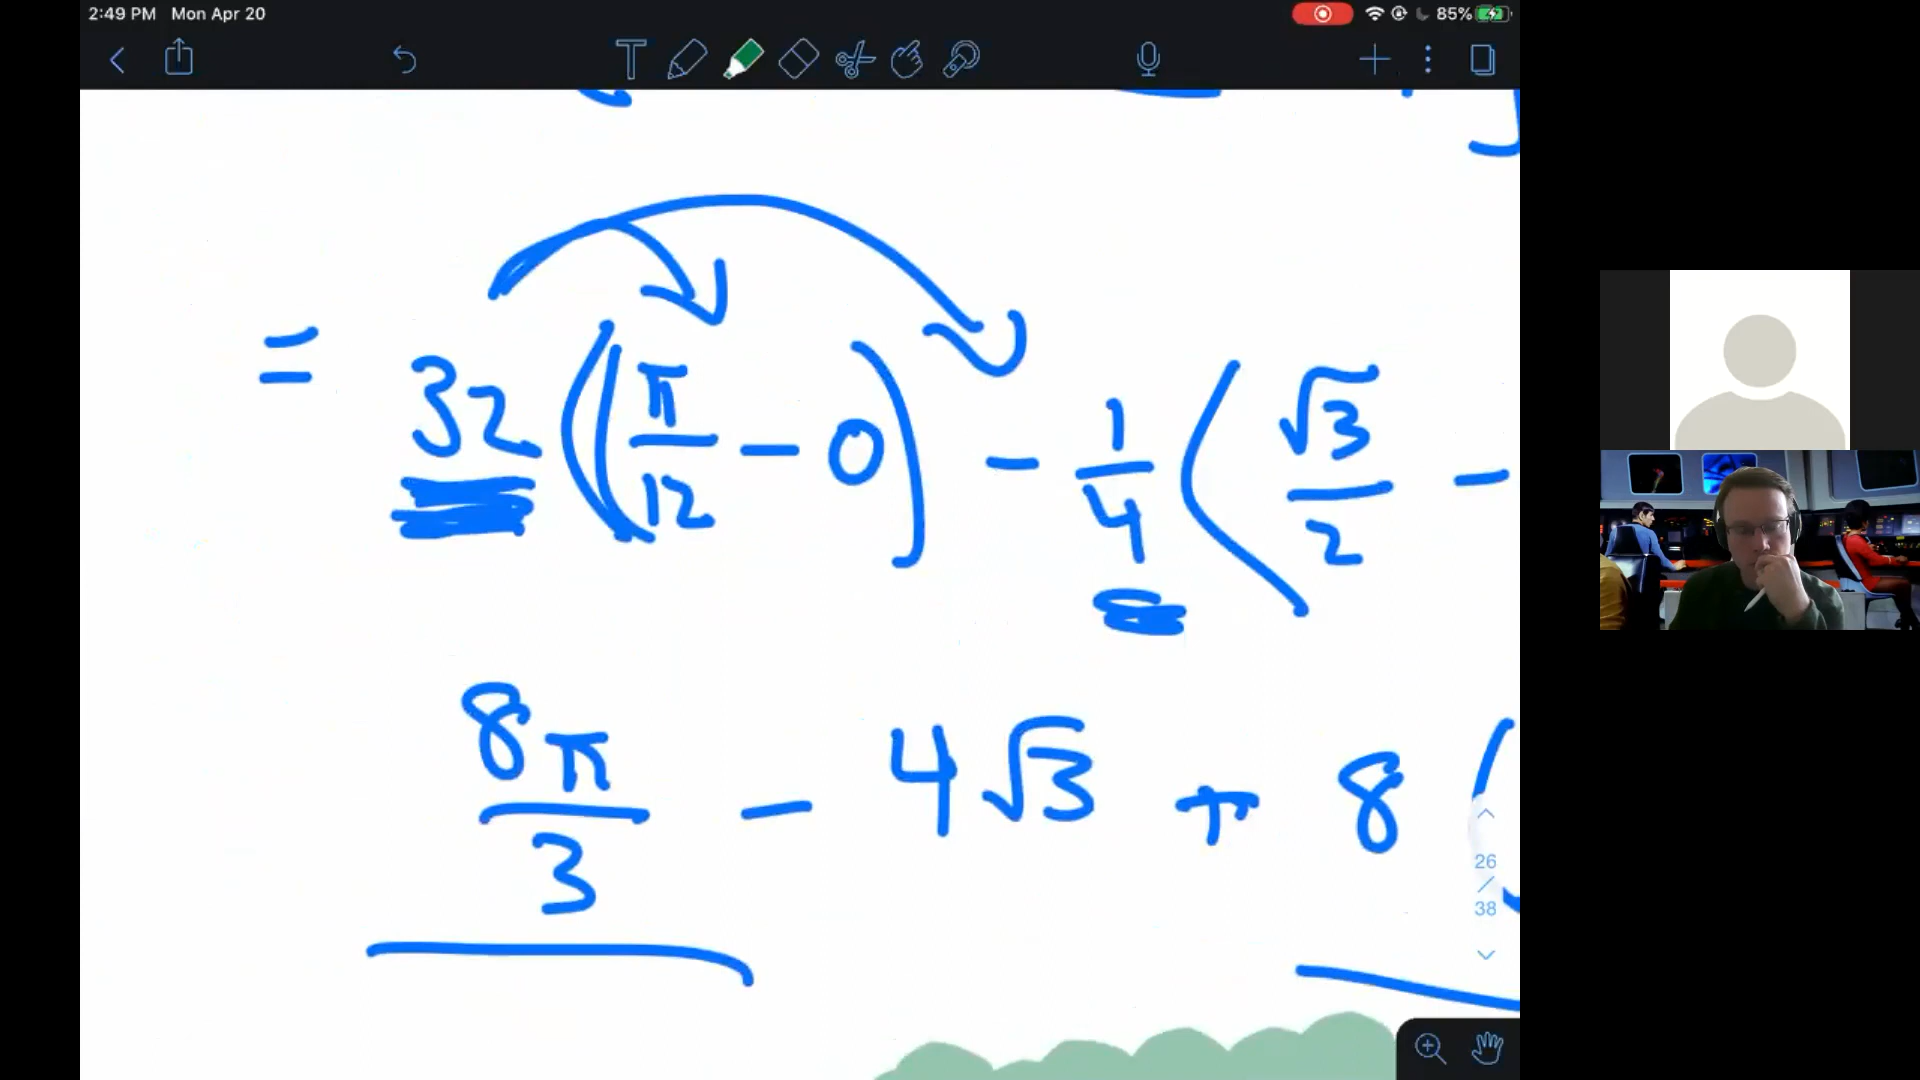 2:49 PM Mon Apr 20
85%
T
= 32((π/12 - 0) - 1/4(√3/2 -
8π/3 - 4√3 + 8(
26
/
38